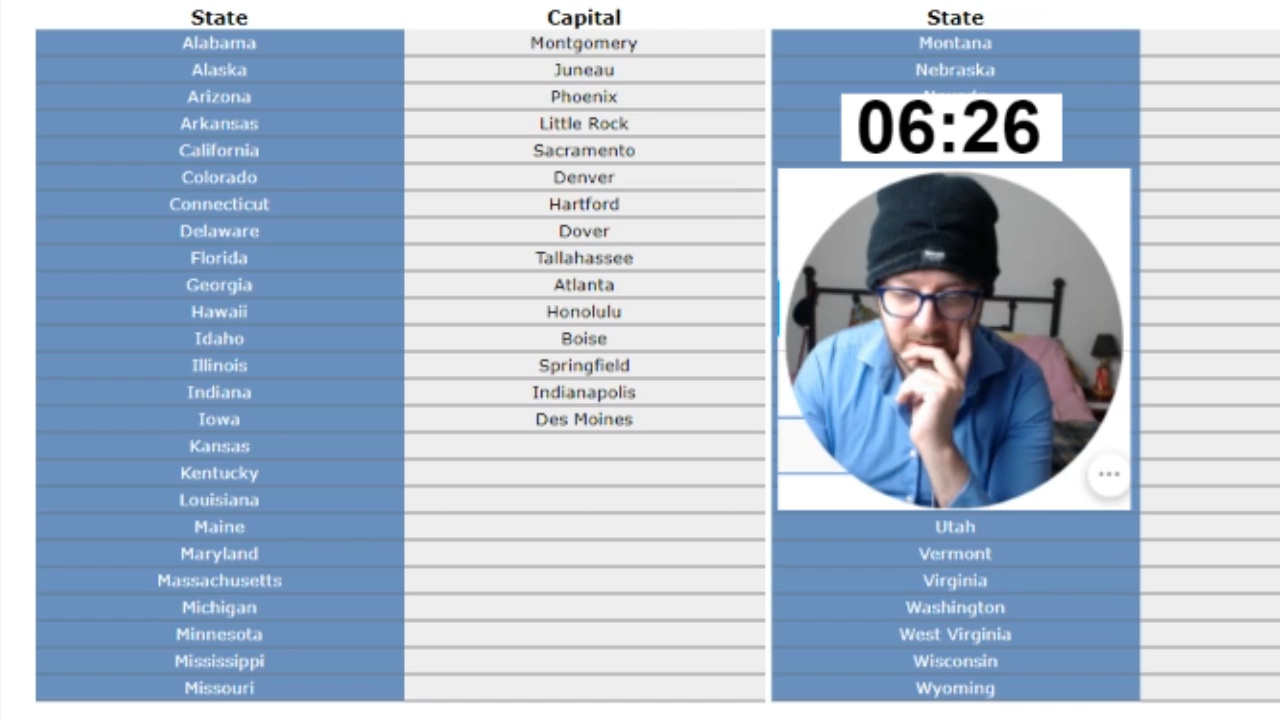 State Capital State
Alabama Montgomery Montana
Alaska Juneau Nebraska
Arizona Phoenix
Arkansas Little Rock
06:26
California Sacramento
Colorado Denver
Connecticut Hartford
Delaware Dover
Florida Tallahassee
Georgia Atlanta
Hawaii Honolulu
Idaho Boise
Illinois Springfield
Indiana Indianapolis
Iowa Des Moines
Kansas
Kentucky
Louisiana
Maine Utah
Maryland Vermont
Massachusetts Virginia
Michigan Washington
Minnesota West Virginia
Mississippi Wisconsin
Missouri Wyoming